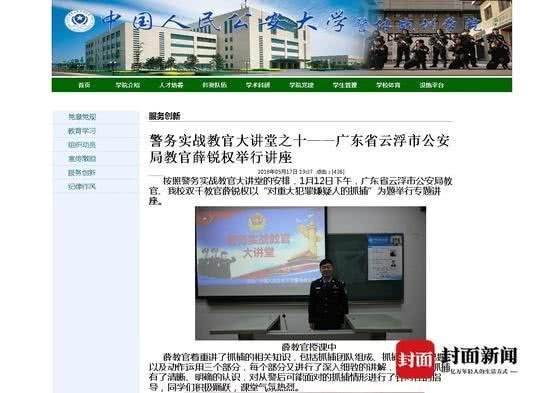 中国人民公安大学警务实战训练学院
首页 学院介绍 人才培养 师资队伍 学术科研 学院党建 学生管理 学校体育 设施平台
党章党规
教育学习
组织动员
宣传鼓励
服务创新
纪律作风
服务创新
警务实战教官大讲堂之十——广东省云浮市公安
局教官薛锐权举行讲座
2018年05月17日 19:37 点击：[436]
按照警务实战教官大讲堂的安排，1月12日下午，广东省云浮市公安局教
官、我校双千教官薛锐权以“对重大犯罪嫌疑人的抓捕”为题举行专题讲
座。
警务实战教官
大讲堂
薛教官授课中
薛教官着重讲了抓捕的相关知识，包括抓捕团队组成、抓捕
以及动作运用三个部分，每个部分又进行了深入细致的讲解，
有了清晰、明确的认识，对从警后可能面对的抓捕情形进行了
导，同学们积极踊跃，课堂气氛热烈。
封面 封面新闻
亿万年轻人的生活方式